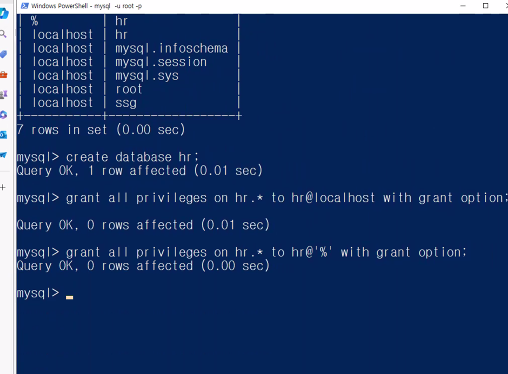 Windows PowerShell - mysql -u root -p
| % | hr |
| localhost | hr |
| localhost | mysql.infoschema |
| localhost | mysql.session |
| localhost | mysql.sys |
| localhost | root |
| localhost | ssg |
+-----------+------------------+
7 rows in set (0.00 sec)
mysql> create database hr;
Query OK, 1 row affected (0.01 sec)
mysql> grant all privileges on hr.* to hr@localhost with grant option;
Query OK, 0 rows affected (0.01 sec)
mysql> grant all privileges on hr.* to hr@'%' with grant option;
Query OK, 0 rows affected (0.00 sec)
mysql>